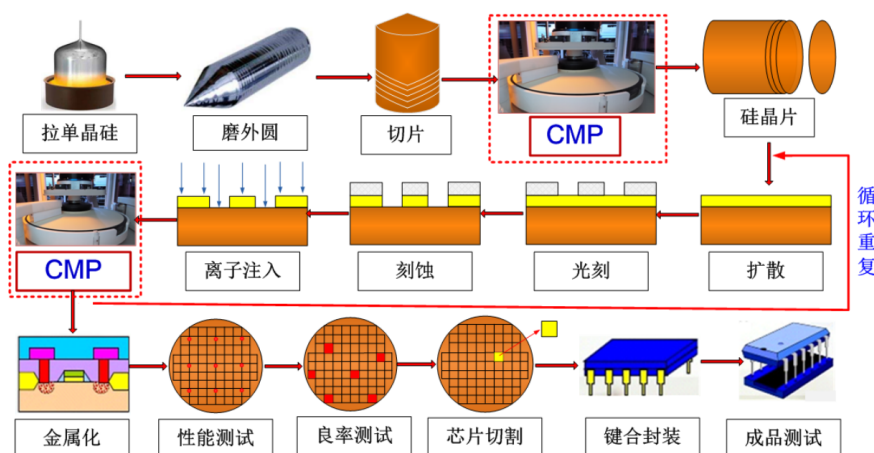 拉单晶硅
磨外圆
切片
CMP
硅晶片
CMP
离子注入
刻蚀
光刻
扩散
循环重复
金属化
性能测试
良率测试
芯片切割
键合封装
成品测试